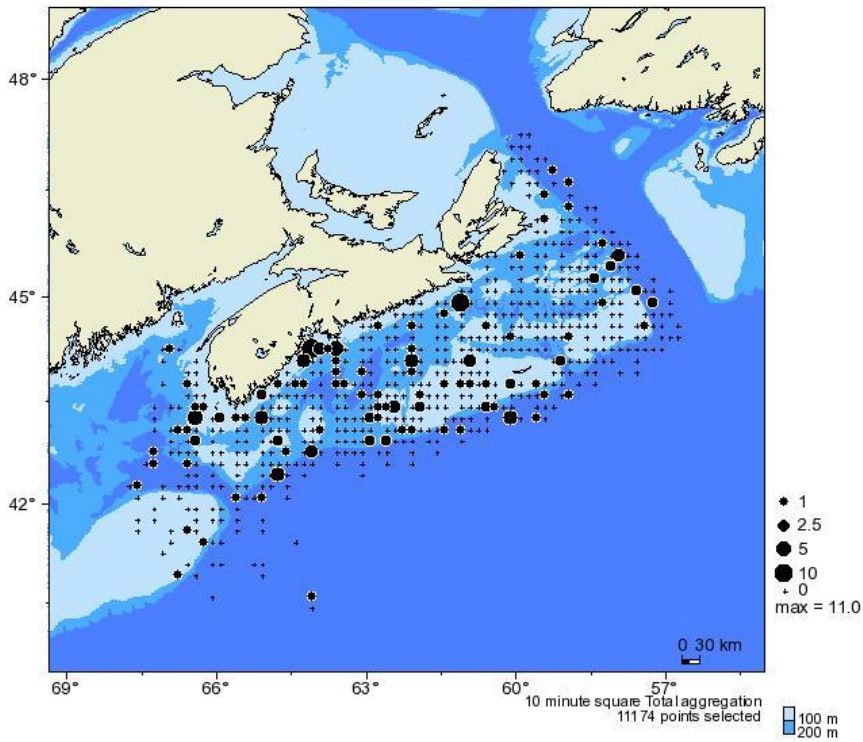 48°
45°
42°
69°
66°
63°
60°
57°
0 30 km
1
2.5
5
10
0
max = 11.0
10 minute square Total aggregation
11174 points selected
100 m
200 m